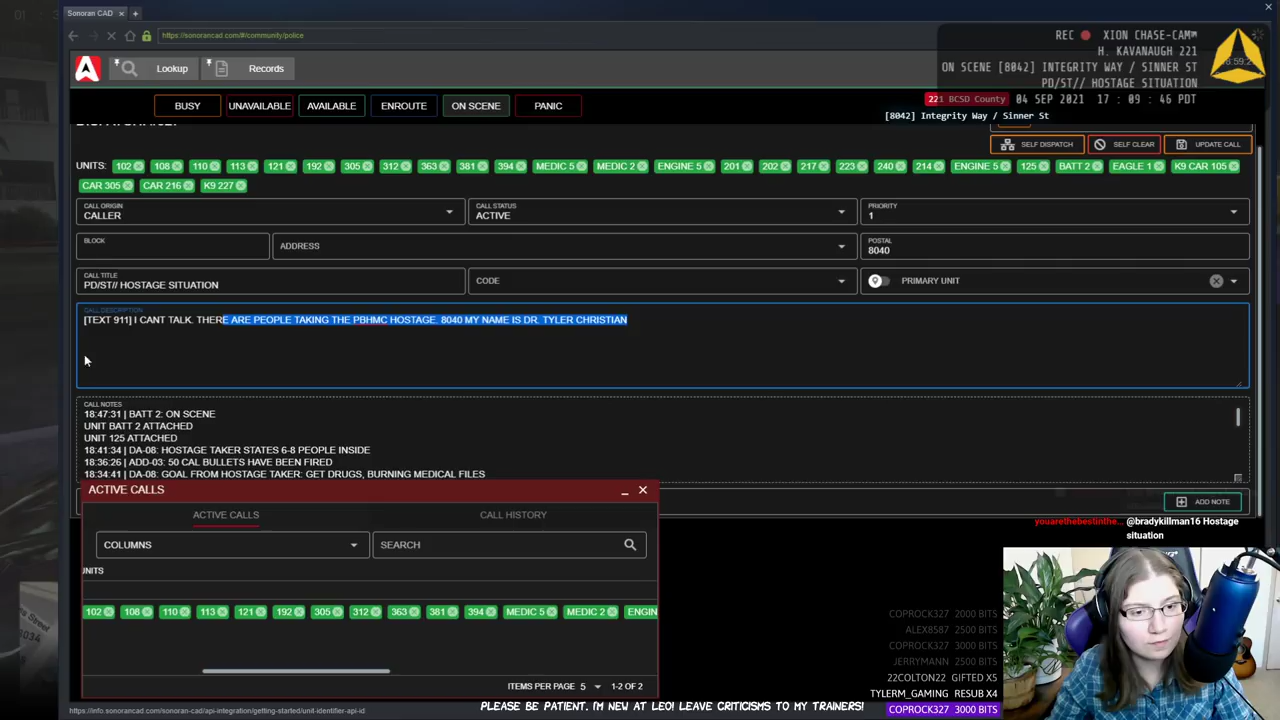 Sonoran CAD
https://sonorancad.com/#/community/police
REC XION CHASE-CAM™
H. KAVANAUGH 221
ON SCENE [8042] INTEGRITY WAY / SINNER ST
PD/ST// HOSTAGE SITUATION
221 BCSD County 04 SEP 2021 17:09:46 PDT
[8042] Integrity Way / Sinner St
Lookup Records
BUSY UNAVAILABLE AVAILABLE ENROUTE ON SCENE PANIC
SELF DISPATCH SELF CLEAR UPDATE CALL
UNITS: 102 108 110 113 121 192 305 312 363 381 394 MEDIC 5 MEDIC 2 ENGINE 5 201 202 217 223 240 214 ENGINE 5 125 BATT 2 EAGLE 1 K9 CAR 105
CAR 305 CAR 216 K9 227
CALL ORIGIN
CALLER
CALL STATUS
ACTIVE
PRIORITY
1
BLOCK
ADDRESS
POSTAL
8040
CALL TITLE
PD/ST// HOSTAGE SITUATION
CODE
PRIMARY UNIT
CALL DESCRIPTION
[TEXT 911] I CANT TALK. THERE ARE PEOPLE TAKING THE PBHMC HOSTAGE. 8040 MY NAME IS DR. TYLER CHRISTIAN
CALL NOTES
18:47:31 | BATT 2: ON SCENE
UNIT BATT 2 ATTACHED
UNIT 125 ATTACHED
18:41:34 | DA-08: HOSTAGE TAKER STATES 6-8 PEOPLE INSIDE
18:36:26 | ADD-03: 50 CAL BULLETS HAVE BEEN FIRED
18:34:41 | DA-08: GOAL FROM HOSTAGE TAKER: GET DRUGS, BURNING MEDICAL FILES
ADD NOTE
ACTIVE CALLS
ACTIVE CALLS CALL HISTORY
COLUMNS SEARCH
UNITS
102 108 110 113 121 192 305 312 363 381 394 MEDIC 5 MEDIC 2 ENGIN
ITEMS PER PAGE 5 1-2 OF 2
youarethebestinthe... @bradykillman16 Hostage
situation
COPROCK327 2000 BITS
ALEX8587 2500 BITS
COPROCK327 3000 BITS
JERRYMANN 2500 BITS
22COLTON22 GIFTED X5
TYLERM_GAMING RESUB X4
COPROCK327 3000 BITS
https://info.sonorancad.com/sonoran-cad/api-integration/getting-started/unit-identifier-api-id
PLEASE BE PATIENT. I'M NEW AT LEO! LEAVE CRITICISMS TO MY TRAINERS!